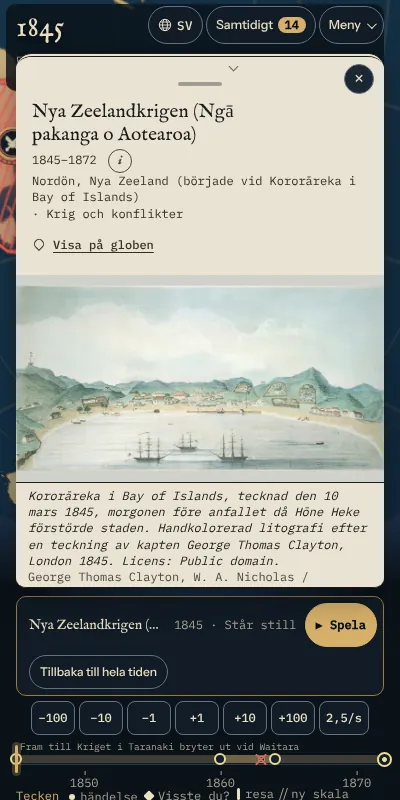 1845
SV
Samtidigt 14
Meny
×
Nya Zeelandkrigen (Ngā
pakanga o Aotearoa)
1845–1872 i
Nordön, Nya Zeeland (började vid Kororāreka i
Bay of Islands)
· Krig och konflikter
Visa på globen
Kororāreka i Bay of Islands, tecknad den 10
mars 1845, morgonen före anfallet då Hōne Heke
förstörde staden. Handkolorerad litografi efter
en teckning av kapten George Thomas Clayton,
London 1845. Licens: Public domain.
George Thomas Clayton, W. A. Nicholas /
Nya Zeelandkrigen (… 1845 · Står still ▶ Spela
Tillbaka till hela tiden
−100 −10 −1 +1 +10 +100 2,5/s
Fram till Kriget i Taranaki bryter ut vid Waitara
1850 1860 1870
Tecken händelse Visste du? resa // ny skala